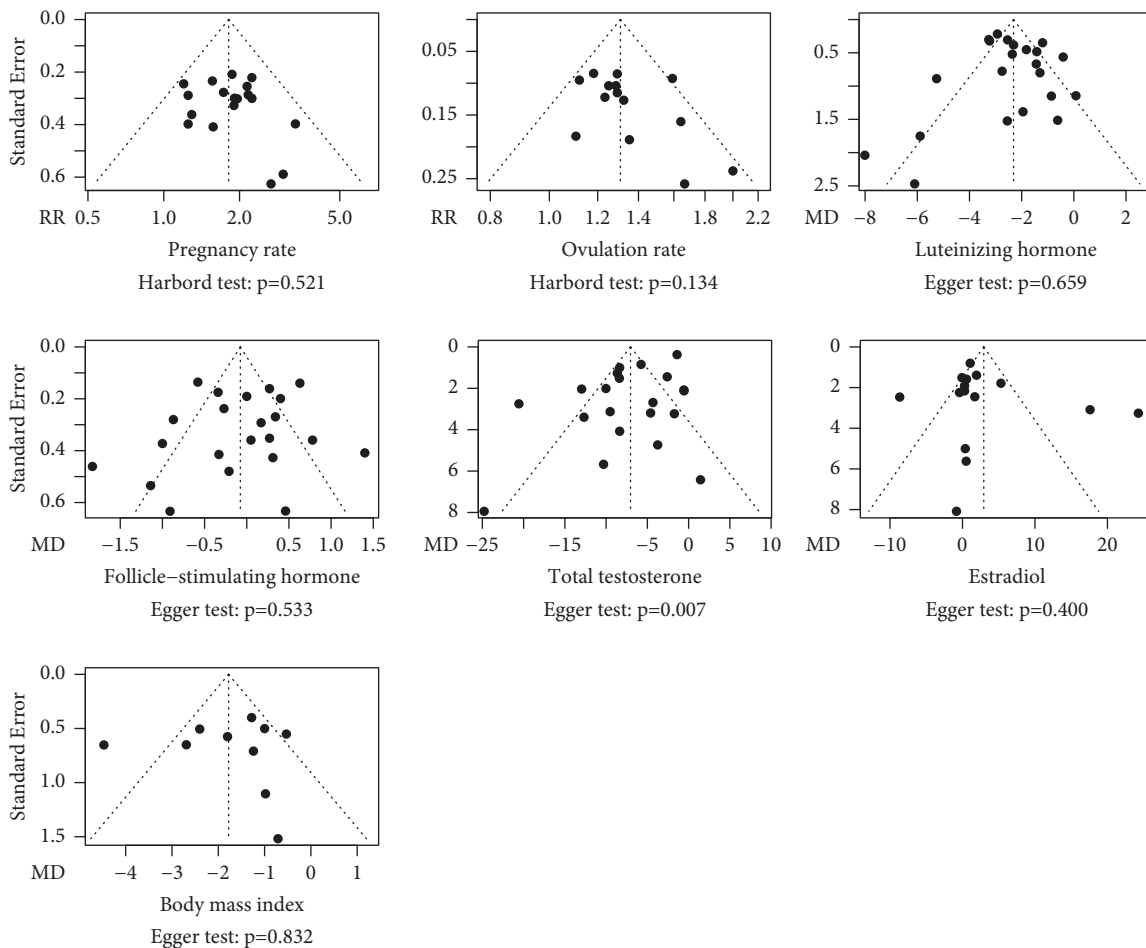 Standard Error
0.0
0.2
0.4
0.6
RR 0.5 1.0 2.0 5.0
Pregnancy rate
Harbord test: p=0.521
0.05
0.15
0.25
RR 0.8 1.0 1.2 1.4 1.8 2.2
Ovulation rate
Harbord test: p=0.134
0.5
1.5
2.5
MD −8 −6 −4 −2 0 2
Luteinizing hormone
Egger test: p=0.659
Standard Error
0.0
0.2
0.4
0.6
MD −1.5 −0.5 0.5 1.5
Follicle−stimulating hormone
Egger test: p=0.533
0
2
4
6
8
MD −25 −15 −5 0 5 10
Total testosterone
Egger test: p=0.007
0
2
4
6
8
MD −10 0 10 20
Estradiol
Egger test: p=0.400
Standard Error
0.0
0.5
1.0
1.5
MD −4 −3 −2 −1 0 1
Body mass index
Egger test: p=0.832